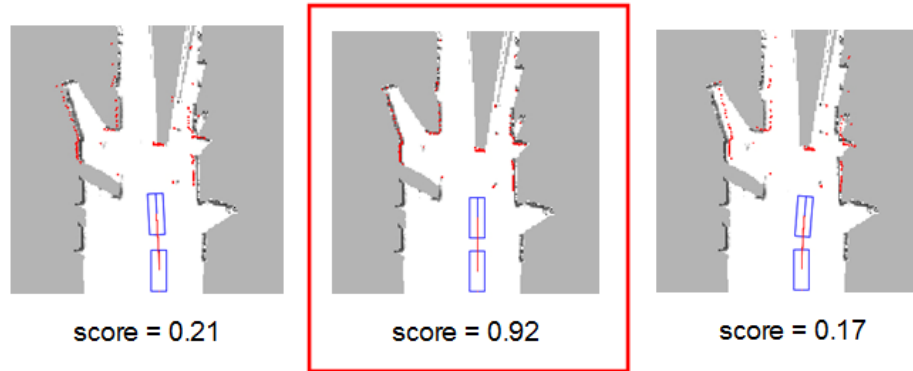 score = 0.21
score = 0.92
score = 0.17